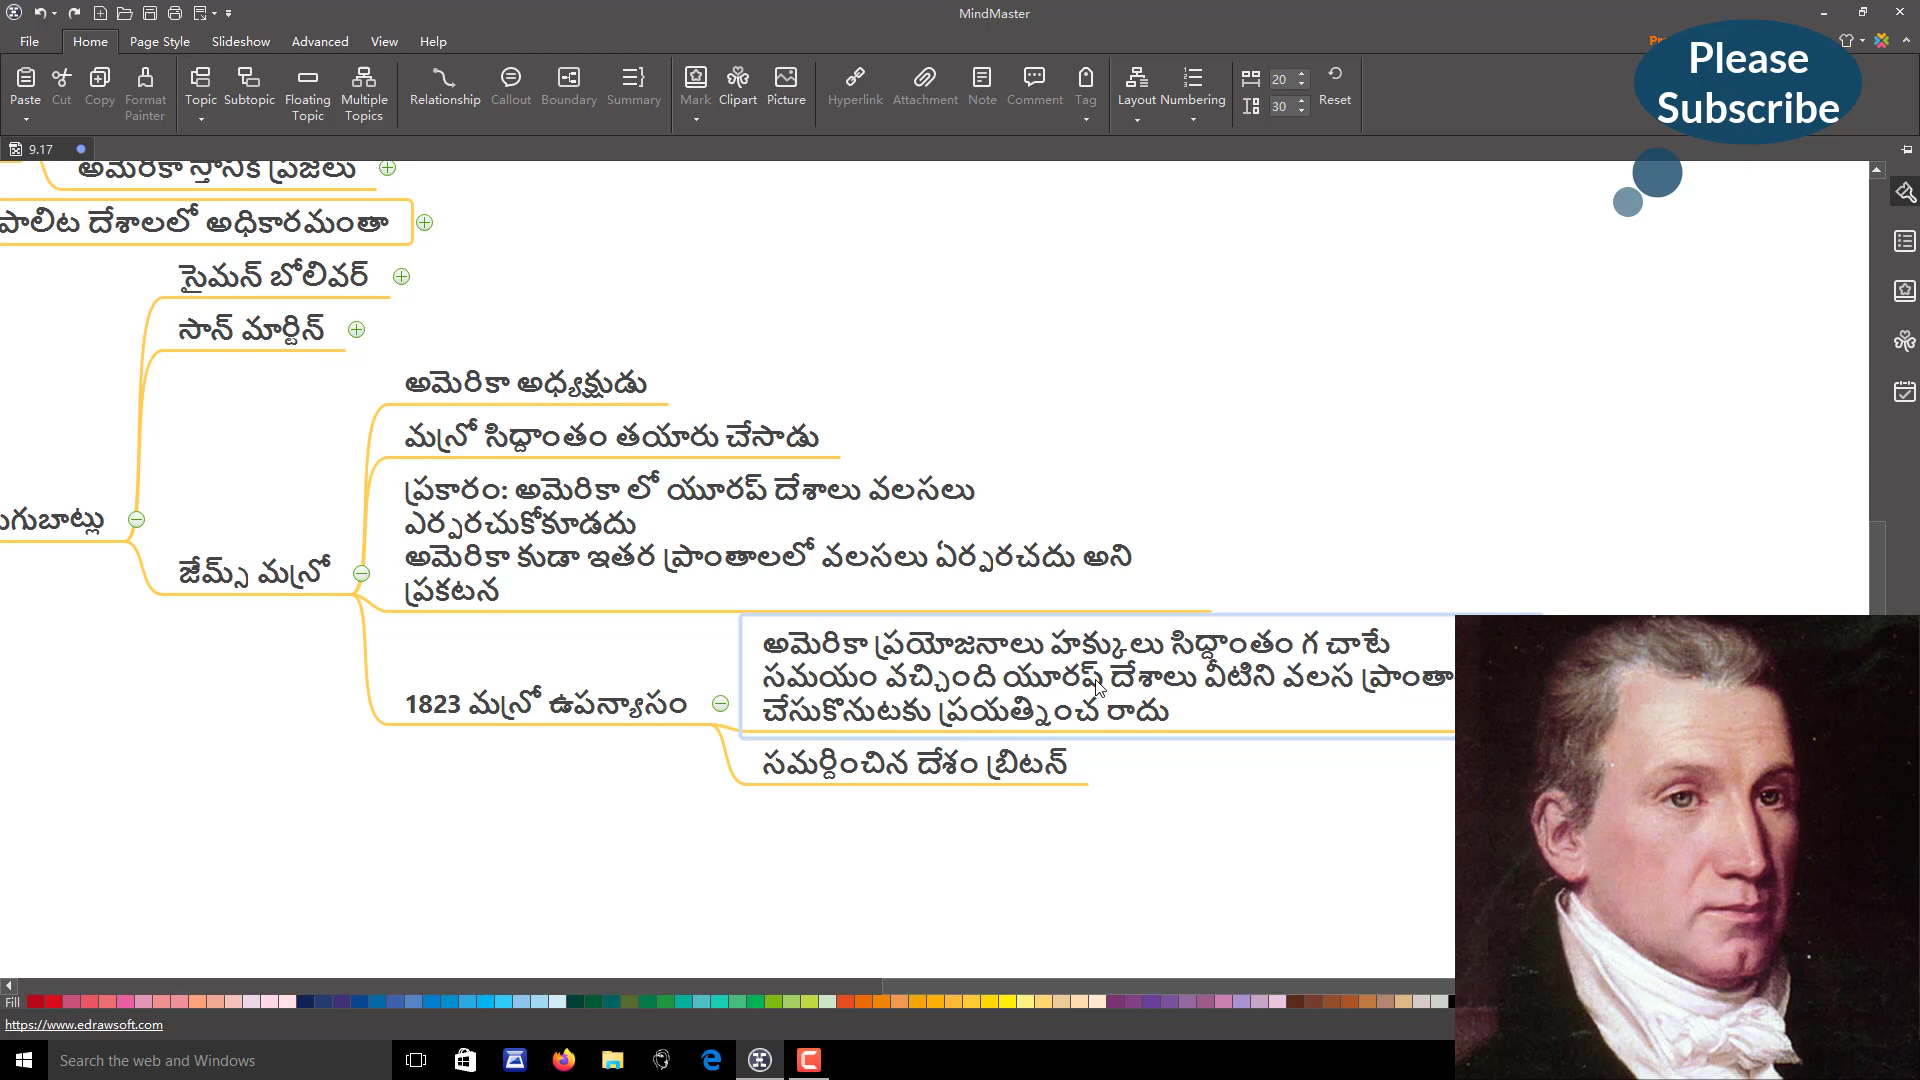 MindMaster
File Home Page Style Slideshow Advanced View Help
Please
Subscribe
Paste Cut Copy Format Painter Topic Subtopic Floating Topic Multiple Topics Relationship Callout Boundary Summary Mark Clipart Picture Hyperlink Attachment Note Comment Tag Layout Numbering 20 30 Reset
9.17
అమెరికా స్తానిక ప్రజలు
పాలిట దేశాలలో అధికారమంతా
సైమన్ బోలివర్
సాన్ మార్టిన్
అమెరికా అధ్యక్షుడు
మన్రో సిద్దాంతం తయారు చేసాడు
ప్రకారం: అమెరికా లో యూరప్ దేశాలు వలసలు
ఎర్పరచుకోకూడదు
అమెరికా కుడా ఇతర ప్రాంతాలలో వలసలు ఏర్పరచదు అని
ప్రకటన
జేమ్స్ మన్రో
అమెరికా ప్రయోజనాలు హక్కులు సిద్దాంతం గ చాటే
సమయం వచ్చింది యూరప్ దేశాలు వీటిని వలస ప్రాంతా
చేసుకొనుటకు ప్రయత్నించ రాదు
1823 మన్రో ఉపన్యాసం
సమర్దించిన దేశం బ్రిటన్
Fill
https://www.edrawsoft.com
Search the web and Windows